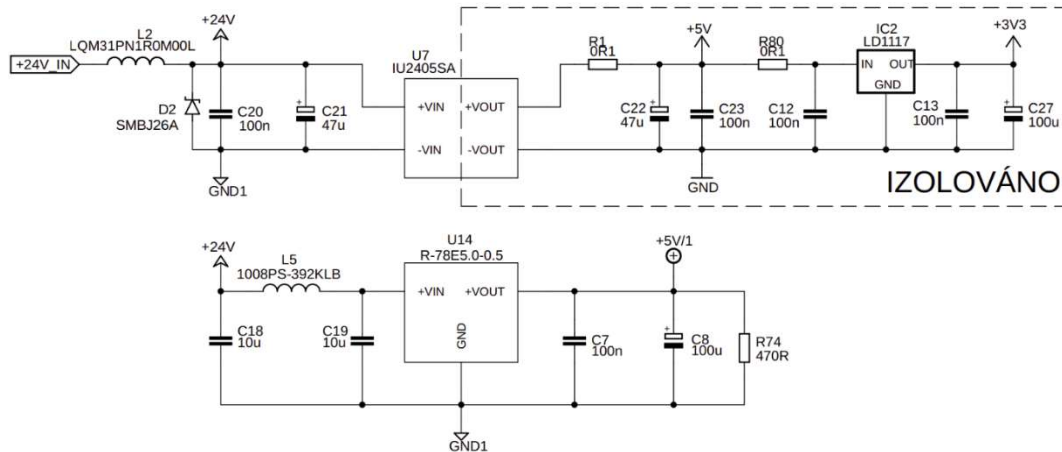 +24V_IN
L2
LQM31PN1R0M00L
+24V
D2
SMBJ26A
C20
100n
+
C21
47u
GND1
U7
IU2405SA
+VIN
+VOUT
-VIN
-VOUT
R1
0R1
+
C22
47u
+5V
C23
100n
GND
R80
0R1
C12
100n
IC2
LD1117
IN
OUT
GND
C13
100n
+3V3
+
C27
100u
IZOLOVÁNO
+24V
L5
1008PS-392KLB
C18
10u
C19
10u
U14
R-78E5.0-0.5
+VIN
+VOUT
GND
GND1
C7
100n
+5V/1
+
C8
100u
R74
470R